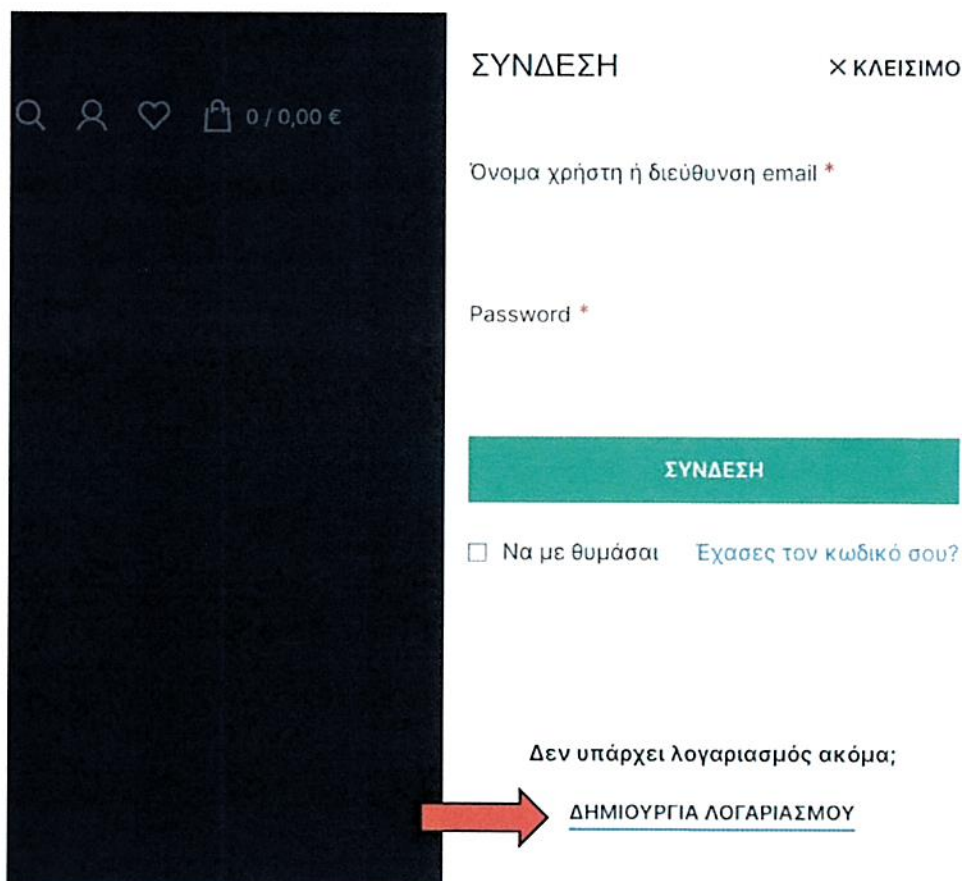 ΣΥΝΔΕΣΗ
× ΚΛΕΙΣΙΜΟ
0 / 0,00 €
Όνομα χρήστη ή διεύθυνση email *
Password *
ΣΥΝΔΕΣΗ
Να με θυμάσαι Έχασες τον κωδικό σου?
Δεν υπάρχει λογαριασμός ακόμα;
ΔΗΜΙΟΥΡΓΙΑ ΛΟΓΑΡΙΑΣΜΟΥ